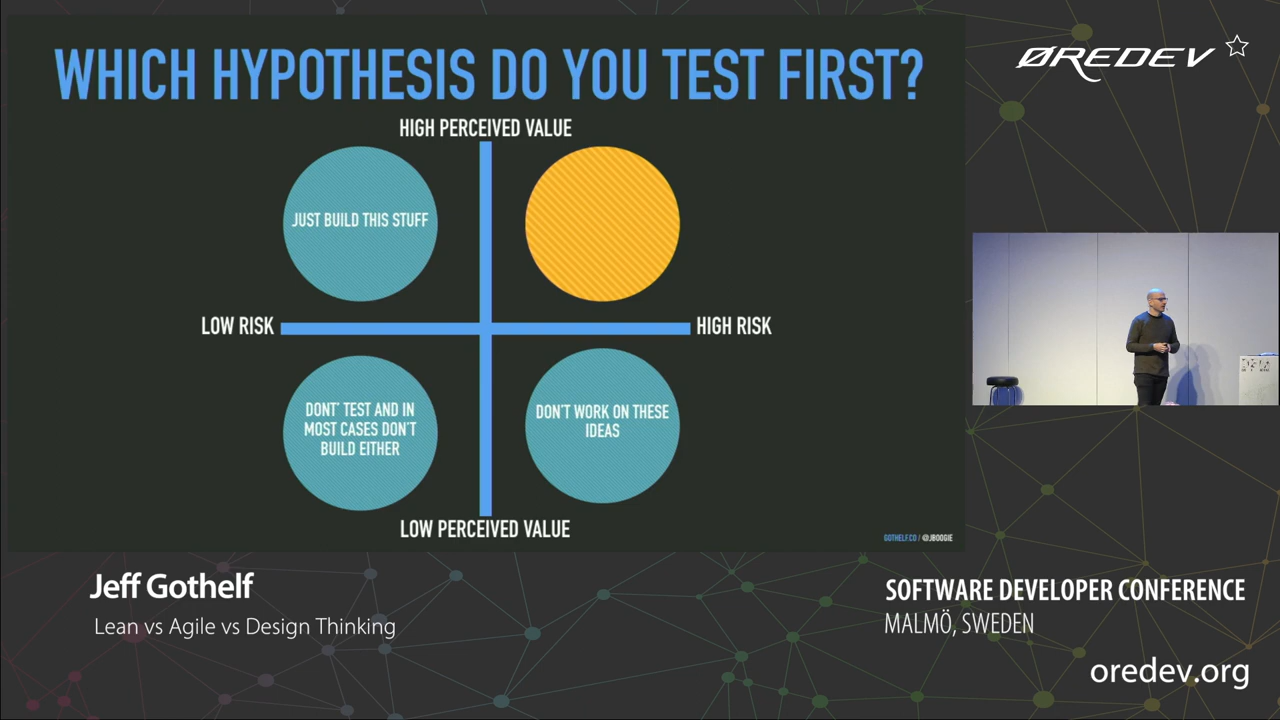 WHICH HYPOTHESIS DO YOU TEST FIRST?
HIGH PERCEIVED VALUE
JUST BUILD THIS STUFF
LOW RISK
HIGH RISK
DONT' TEST AND IN
MOST CASES DON'T
BUILD EITHER
DON'T WORK ON THESE
IDEAS
LOW PERCEIVED VALUE
GOTHELF.CO / @JBOOGIE
ØREDEV
Jeff Gothelf
Lean vs Agile vs Design Thinking
SOFTWARE DEVELOPER CONFERENCE
MALMÖ, SWEDEN
oredev.org